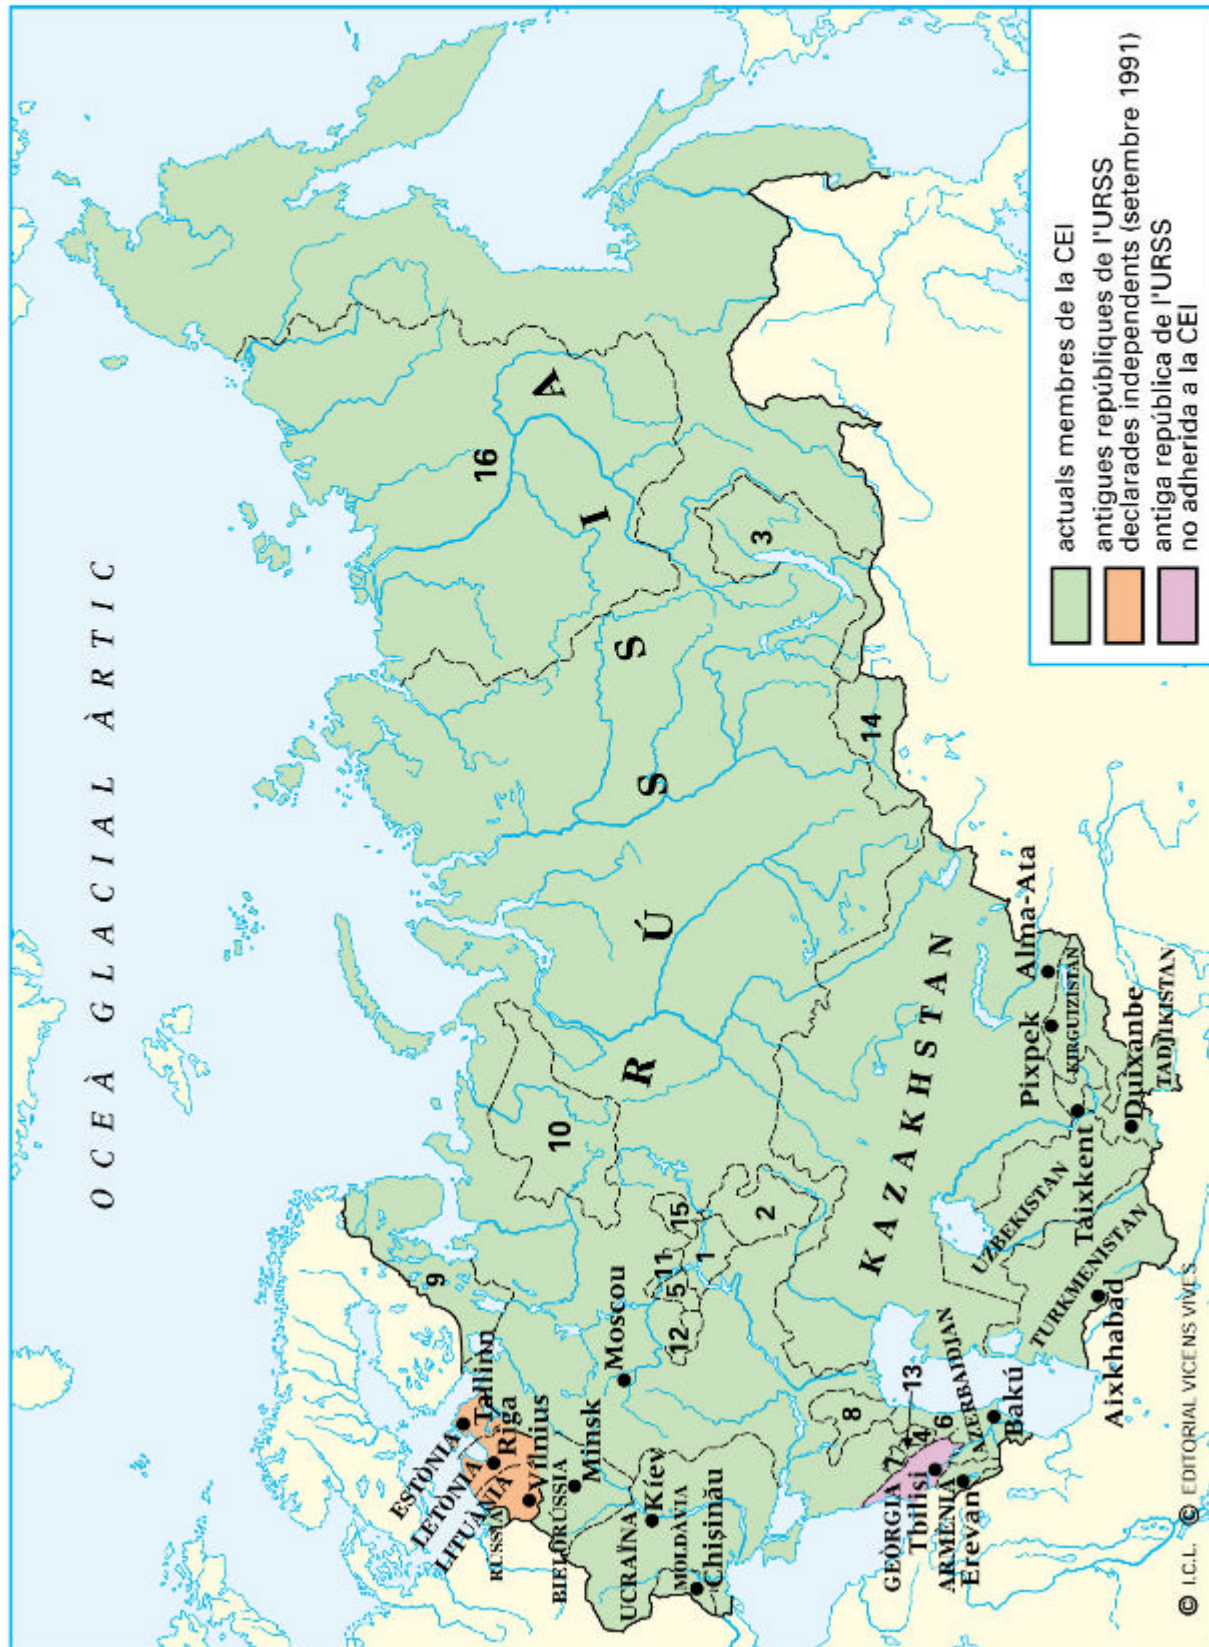 OCEÀ GLACIAL ÀRTIC
RÚSSIA
16
3
14
10
9
15
11
1
5
12
2
8
13
7
4
6
ESTÒNIA
Tallinn
LETÒNIA
Riga
LITUÀNIA
Vilnius
RUSSIA
BIELORÚSSIA
Minsk
Moscou
UCRAÏNA
Kíev
MOLDÀVIA
Chişinău
GEÒRGIA
Tbilisi
ARMENIA
Erevan
AZERBAIDJAN
Bakú
KAZAKHSTAN
UZBEKISTAN
Taixkent
TURKMENISTAN
Aixkhabad
Pixpek
KIRGUIZISTAN
Alma-Ata
Duixanbe
TADJIKISTAN
actuals membres de la CEI
antigues repúbliques de l'URSS
declarades independents (setembre 1991)
antiga república de l'URSS
no adherida a la CEI
© I.C.L. © EDITORIAL VICENS VIVES